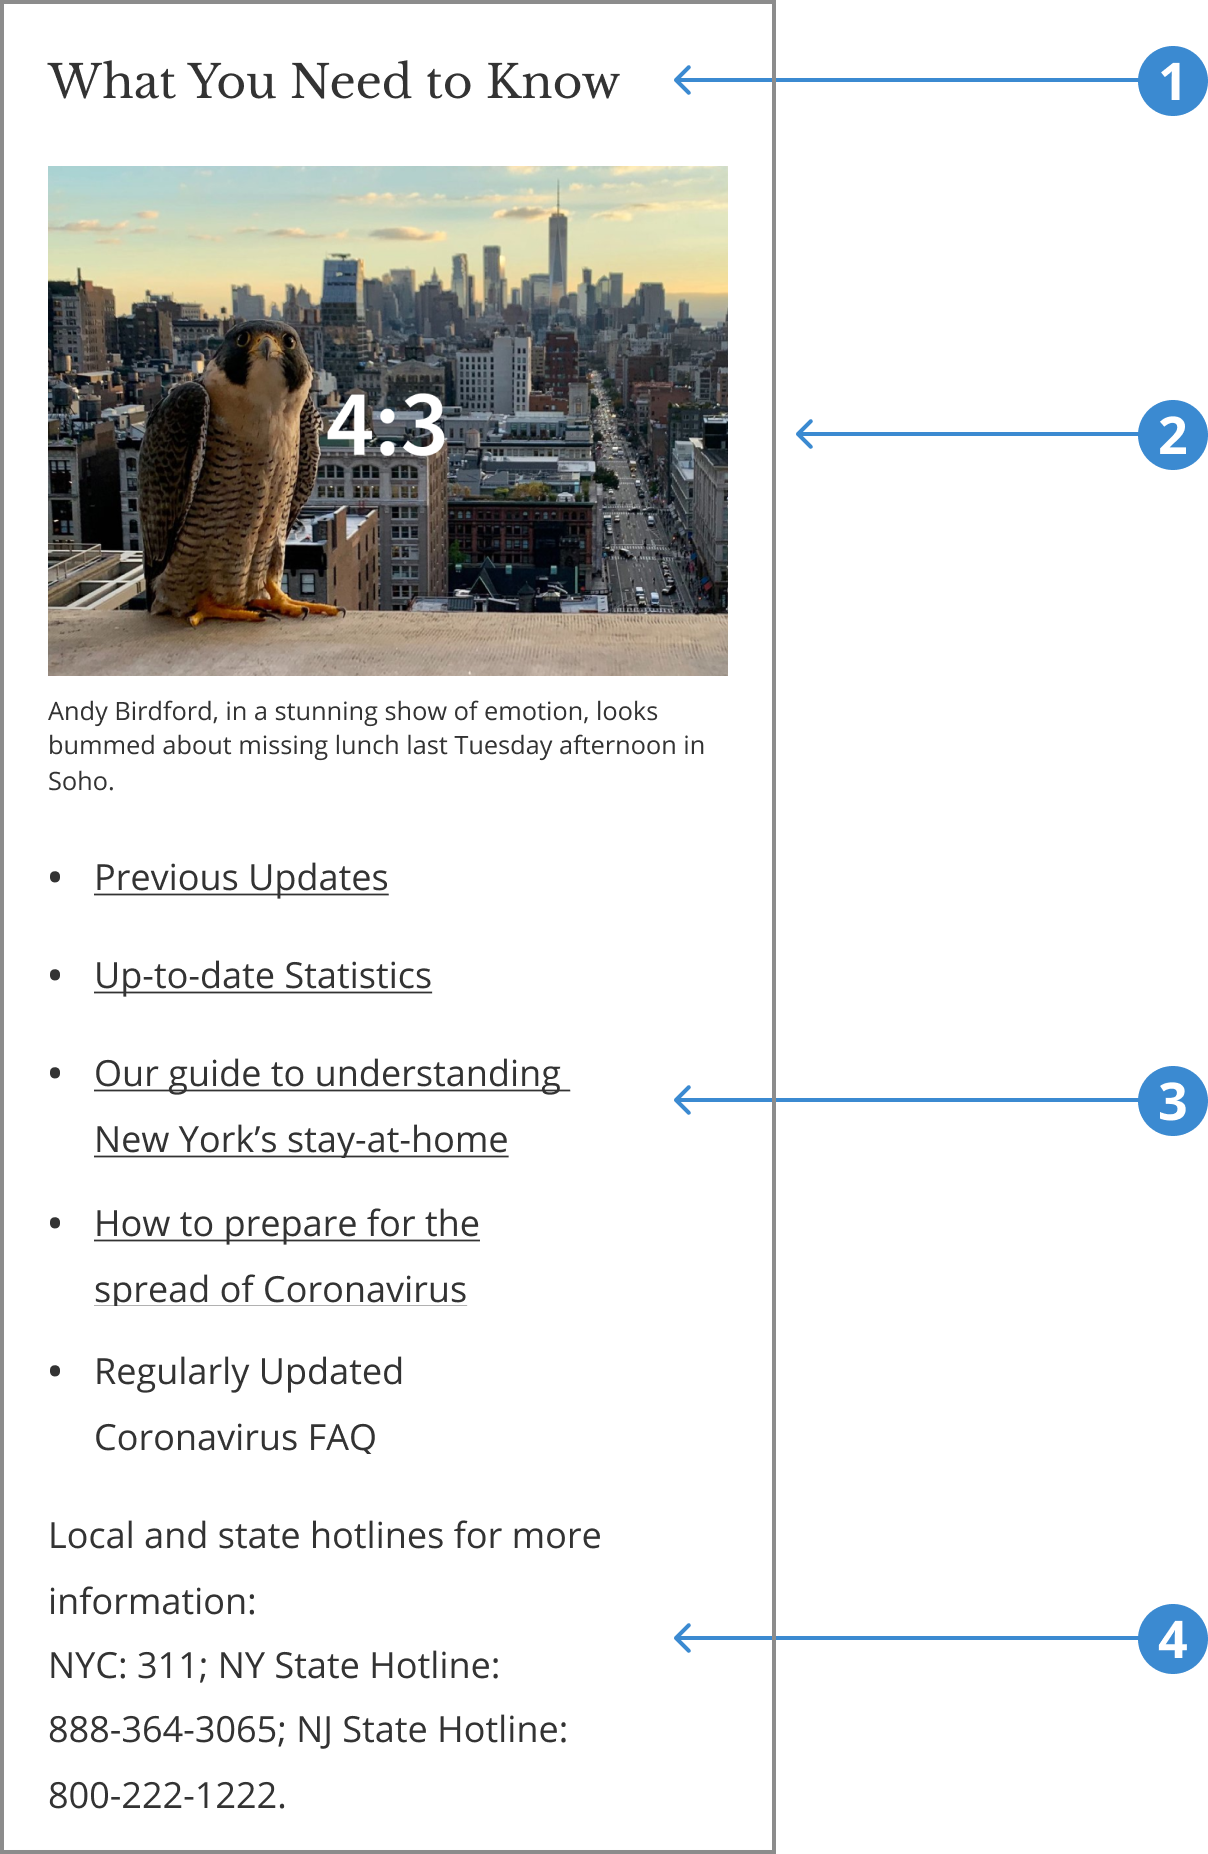 What You Need to Know
1
4:3
2
Andy Birdford, in a stunning show of emotion, looks
bummed about missing lunch last Tuesday afternoon in
Soho.
• Previous Updates
• Up-to-date Statistics
• Our guide to understanding
New York’s stay-at-home
3
• How to prepare for the
spread of Coronavirus
• Regularly Updated
Coronavirus FAQ
Local and state hotlines for more
information:
NYC: 311; NY State Hotline:
888-364-3065; NJ State Hotline:
800-222-1222.
4